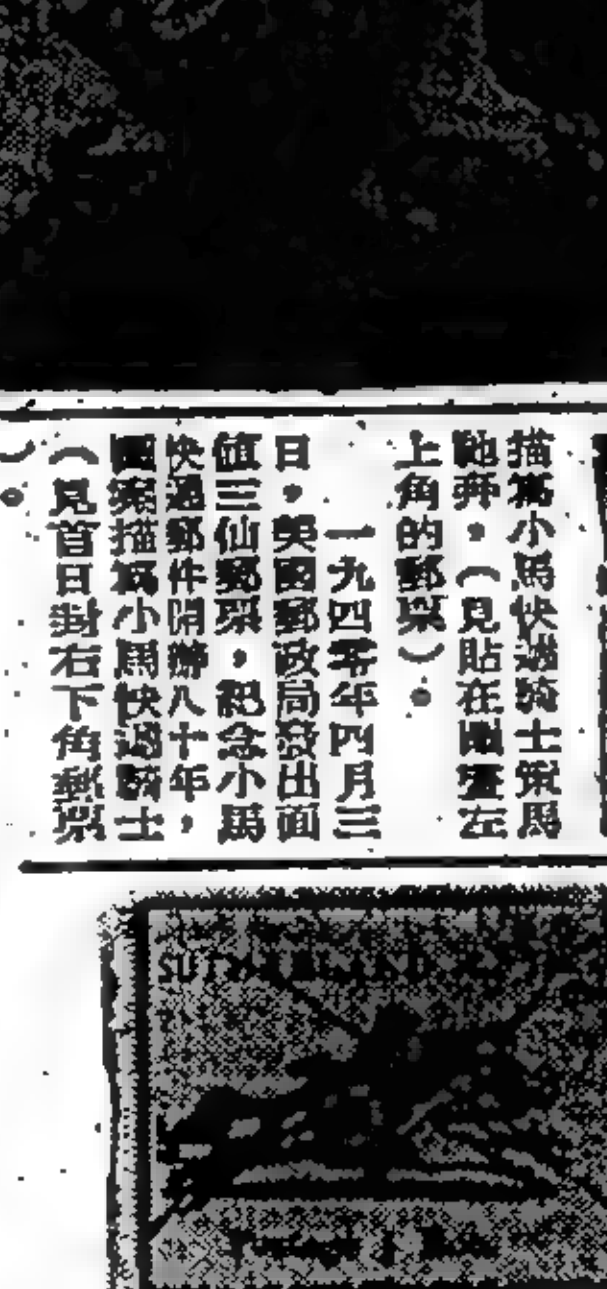 描寫小馬快遞騎士策馬
馳奔。(見貼在圖畫左
上角的郵票)。
一九四零年四月三
日,美國郵政局發出面
值三仙郵票,紀念小馬
快遞郵件開辦八十年,
圖案描寫小馬快遞騎士
(見首日封右下角郵票
)。